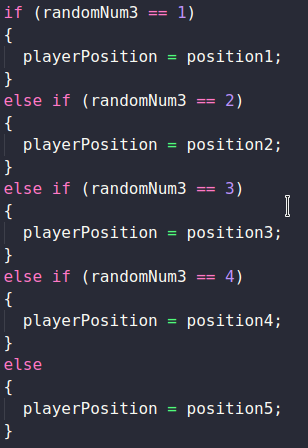 if (randomNum3 == 1)
{
  playerPosition = position1;
}
else if (randomNum3 == 2)
{
  playerPosition = position2;
}
else if (randomNum3 == 3)
{
  playerPosition = position3;
}
else if (randomNum3 == 4)
{
  playerPosition = position4;
}
else
{
  playerPosition = position5;
}